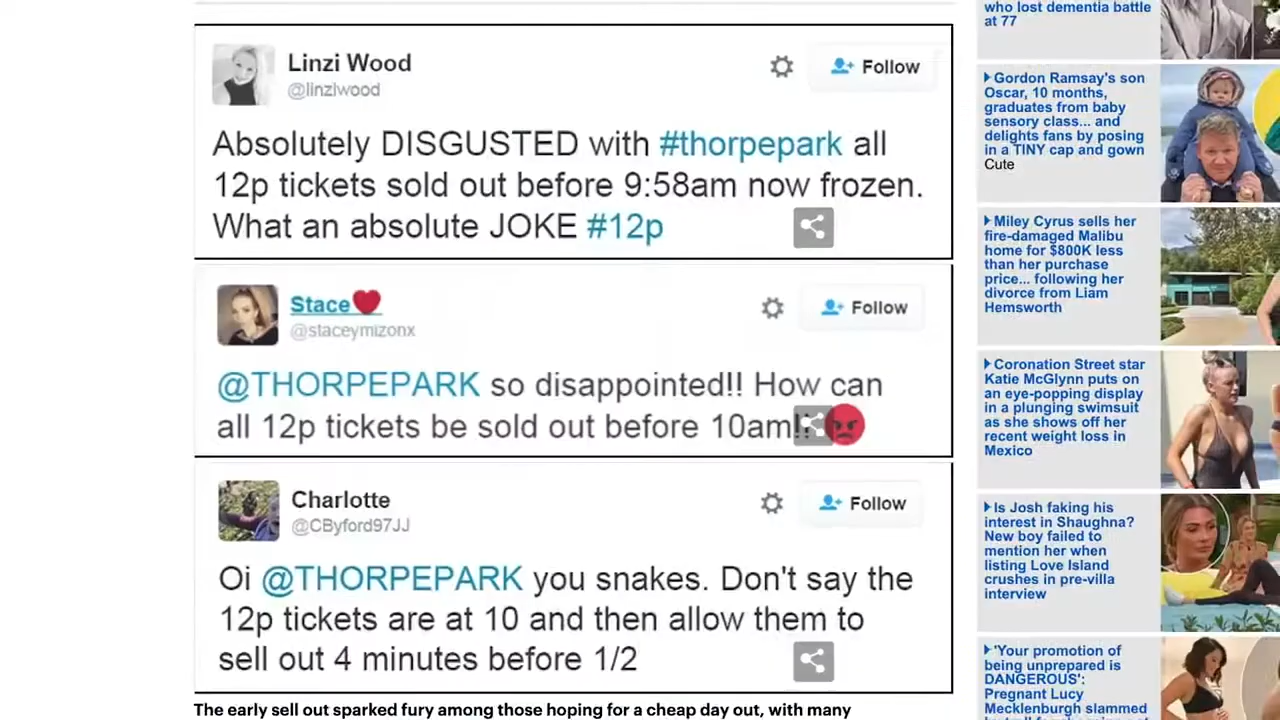 Linzi Wood
@linzlwood
Follow
Absolutely DISGUSTED with #thorpepark all
12p tickets sold out before 9:58am now frozen.
What an absolute JOKE #12p
Stace❤
@staceymizonx
Follow
@THORPEPARK so disappointed!! How can
all 12p tickets be sold out before 10am!! 😡
Charlotte
@CByford97JJ
Follow
Oi @THORPEPARK you snakes. Don't say the
12p tickets are at 10 and then allow them to
sell out 4 minutes before 1/2
The early sell out sparked fury among those hoping for a cheap day out, with many
who lost dementia battle
at 77
Gordon Ramsay's son
Oscar, 10 months,
graduates from baby
sensory class... and
delights fans by posing
in a TINY cap and gown
Cute
Miley Cyrus sells her
fire-damaged Malibu
home for $800K less
than her purchase
price... following her
divorce from Liam
Hemsworth
Coronation Street star
Katie McGlynn puts on
an eye-popping display
in a plunging swimsuit
as she shows off her
recent weight loss in
Mexico
Is Josh faking his
interest in Shaughna?
New boy failed to
mention her when
listing Love Island
crushes in pre-villa
interview
'Your promotion of
being unprepared is
DANGEROUS':
Pregnant Lucy
Mecklenburgh slammed